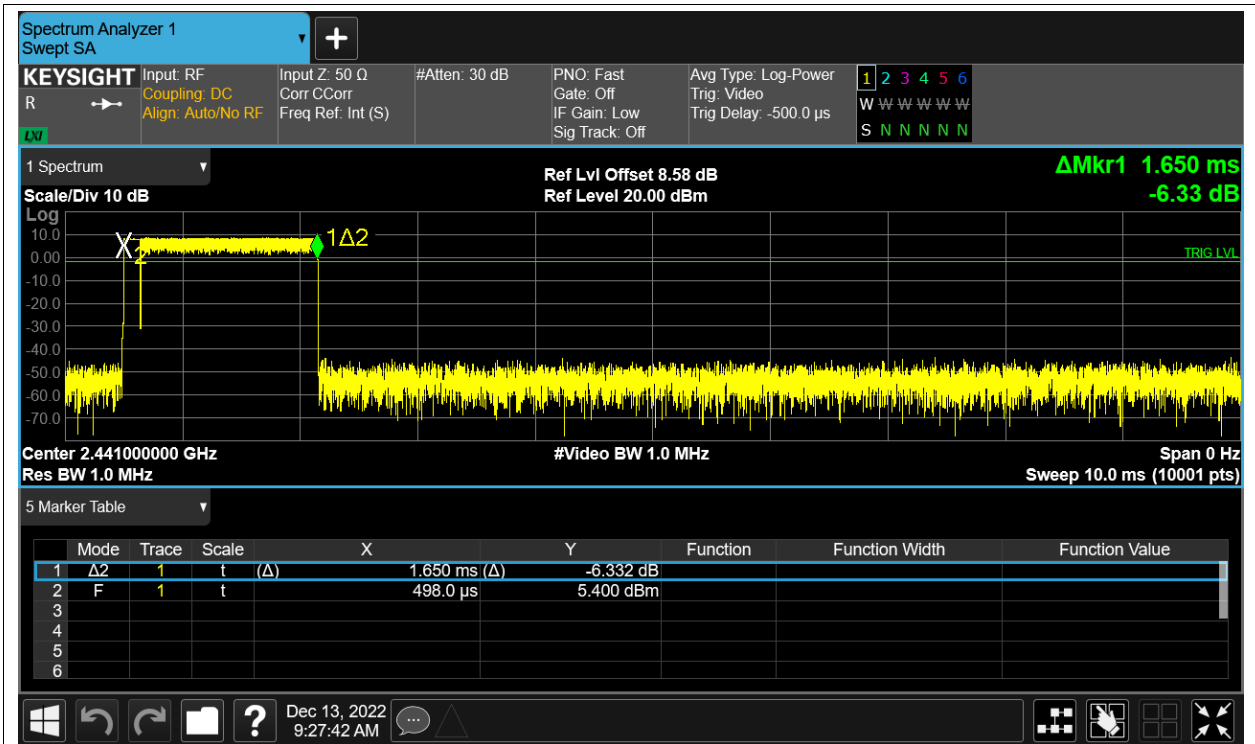 Spectrum Analyzer 1
Swept SA
KEYSIGHT Input: RF Input Z: 50 Ω #Atten: 30 dB PNO: Fast Avg Type: Log-Power 1 2 3 4 5 6
R Coupling: DC Corr CCorr Gate: Off Trig: Video W W W W W W
Align: Auto/No RF Freq Ref: Int (S) IF Gain: Low Trig Delay: -500.0 µs
LXI Sig Track: Off S N N N N N
1 Spectrum Ref Lvl Offset 8.58 dB ΔMkr1 1.650 ms
Scale/Div 10 dB Ref Level 20.00 dBm -6.33 dB
Log
10.0 X 2 1Δ2
0.00 TRIG LVL
-10.0
-20.0
-30.0
-40.0
-50.0
-60.0
-70.0
Center 2.441000000 GHz #Video BW 1.0 MHz Span 0 Hz
Res BW 1.0 MHz Sweep 10.0 ms (10001 pts)
5 Marker Table
Mode Trace Scale X Y Function Function Width Function Value
1 Δ2 1 t (Δ) 1.650 ms (Δ) -6.332 dB
2 F 1 t 498.0 µs 5.400 dBm
3
4
5
6
? Dec 13, 2022
9:27:42 AM